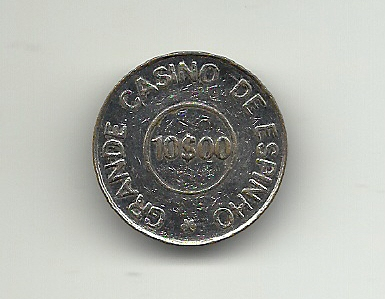 GRANDE CASINO DE ESPINHO
10$00